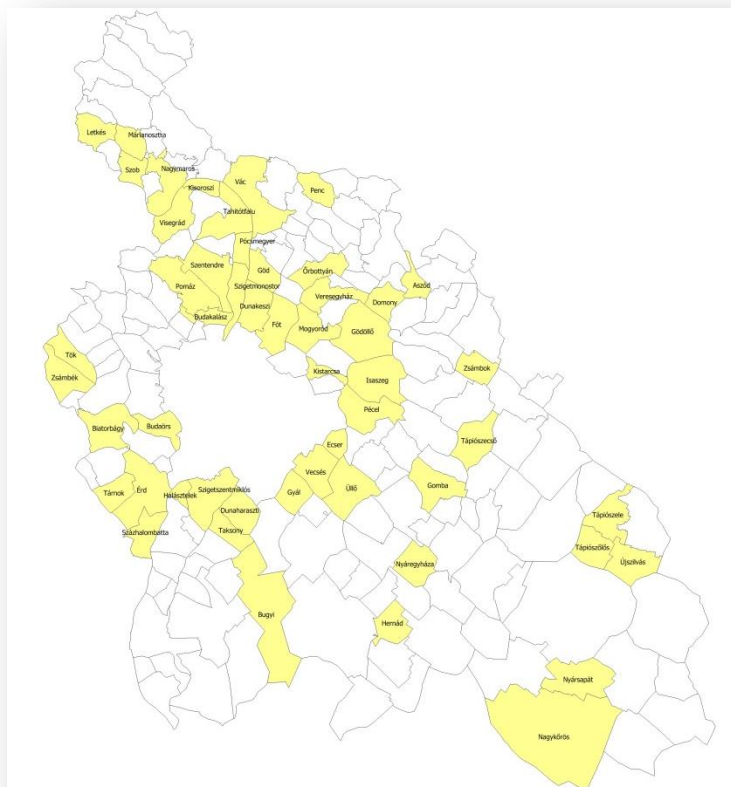 Letkés
Márianosztra
Szob
Nagymaros
Kisoroszi
Vác
Penc
Tahitótfalu
Visegrád
Pócsmegyer
Szentendre
Göd
Őrbottyán
Aszód
Pomáz
Szigetmonostor
Veresegyház
Domony
Dunakeszi
Budakalász
Fót
Mogyoród
Gödöllő
Tök
Zsámbék
Kistarcsa
Isaszeg
Zsámbok
Pécel
Biatorbágy
Budaörs
Ecser
Tápiószecső
Vecsés
Gyál
Üllő
Gomba
Tárnok
Érd
Halásztelek
Szigetszentmiklós
Dunaharaszti
Taksony
Százhalombatta
Tápiószele
Tápiószőlős
Újszilvás
Nyáregyháza
Bugyi
Hernád
Nyársapát
Nagykőrös